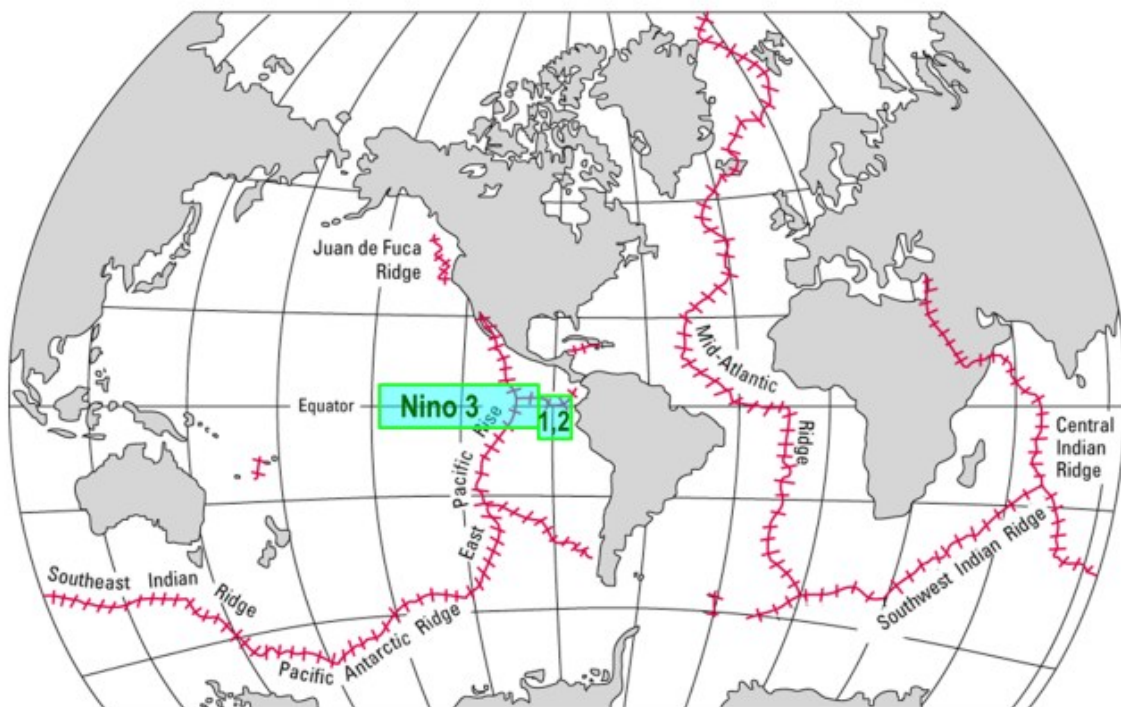 Juan de Fuca
Ridge
Mid-Atlantic
Ridge
Equator
Nino 3
1,2
East Pacific Rise
Central
Indian
Ridge
Southeast Indian
Ridge
Pacific Antarctic Ridge
Southwest Indian Ridge